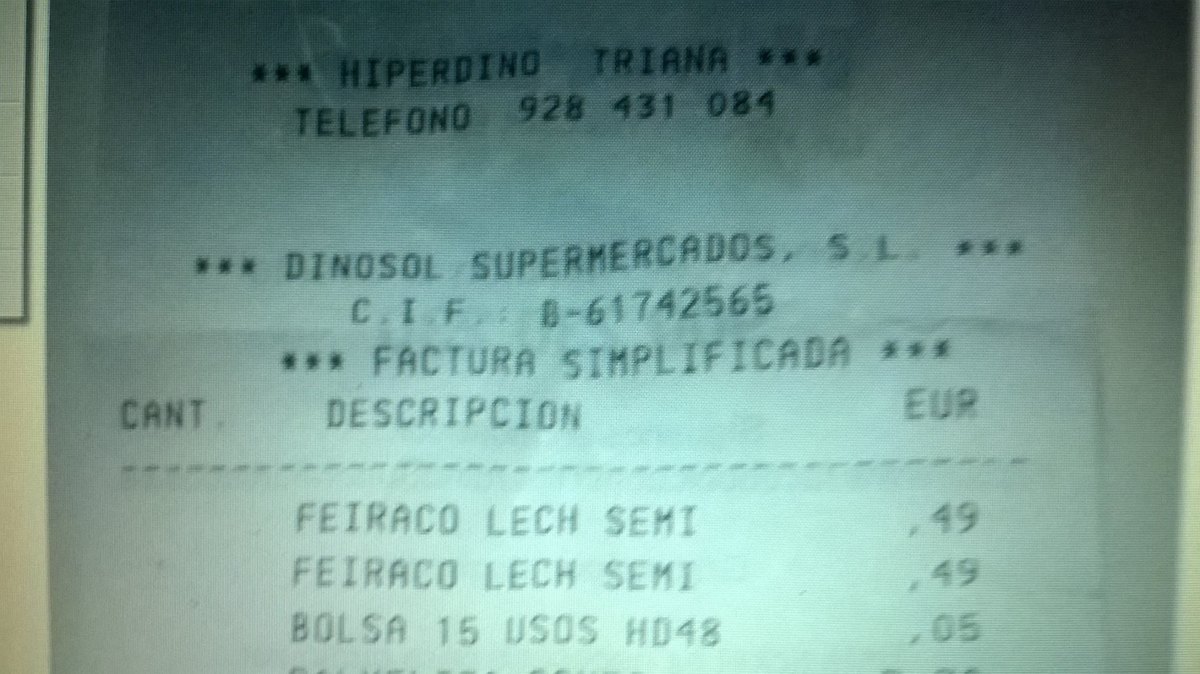 *** HIPERDINO TRIANA ***
TELEFONO 928 431 084
*** DINOSOL SUPERMERCADOS, S.L. ***
C.I.F.: B-61742565
*** FACTURA SIMPLIFICADA ***
CANT. DESCRIPCION EUR
FEIRACO LECH SEMI ,49
FEIRACO LECH SEMI ,49
BOLSA 15 USOS HD48 ,05